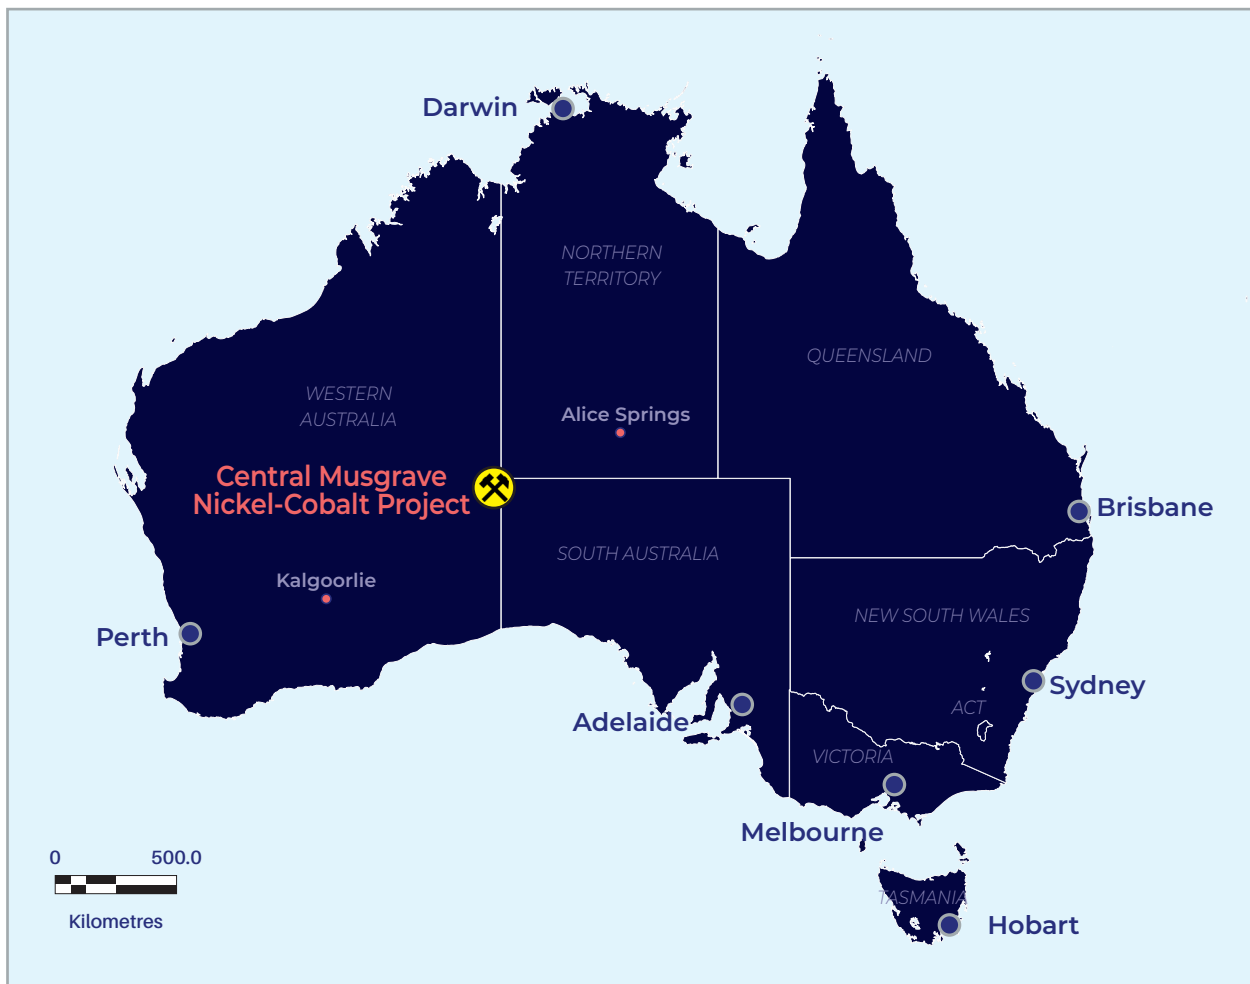 Darwin
NORTHERN
TERRITORY
QUEENSLAND
WESTERN
AUSTRALIA
Alice Springs
Central Musgrave
Nickel-Cobalt Project
Brisbane
SOUTH AUSTRALIA
Kalgoorlie
NEW SOUTH WALES
Perth
Sydney
ACT
Adelaide
VICTORIA
Melbourne
0 500.0
Kilometres
TASMANIA
Hobart